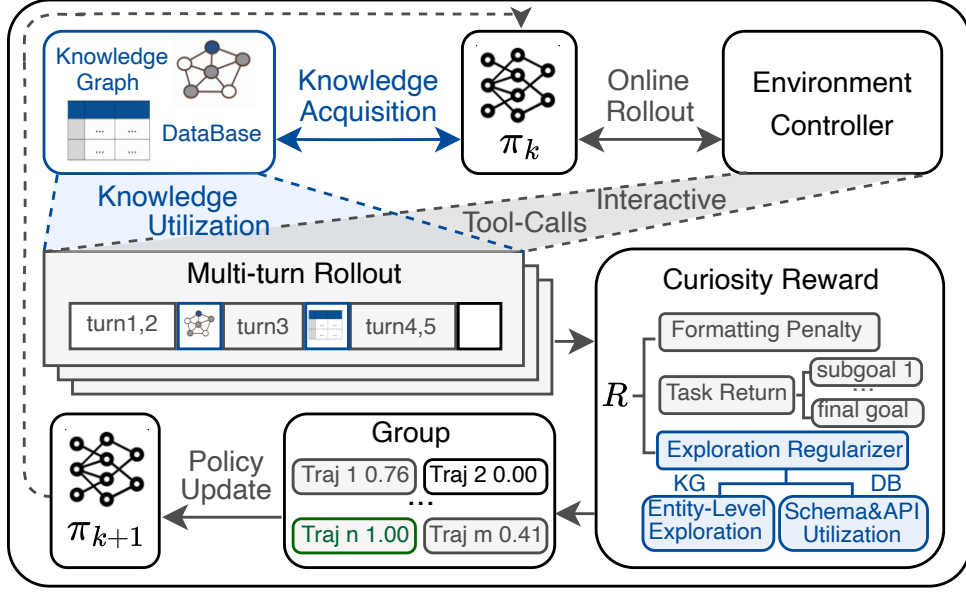 Knowledge
Graph
... ...
... ...
DataBase
Knowledge
Acquisition
π_k
Online
Rollout
Environment
Controller
Knowledge
Utilization
Interactive
Tool-Calls
Multi-turn Rollout
turn1,2
turn3
turn4,5
Curiosity Reward
R
Formatting Penalty
Task Return
subgoal 1
...
final goal
Exploration Regularizer
KG
DB
Entity-Level
Exploration
Schema&API
Utilization
Group
Traj 1 0.76
Traj 2 0.00
...
Traj n 1.00
Traj m 0.41
Policy
Update
π_{k+1}